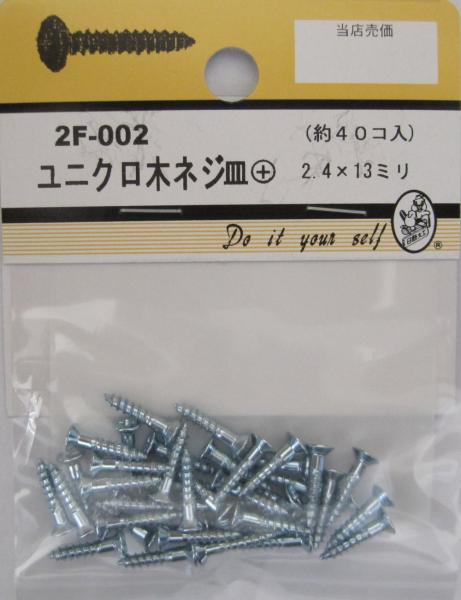 当店売価
2F-002
(約40コ入)
ユニクロ木ネジ皿⊕
2.4×13ミリ
Do it your self
®